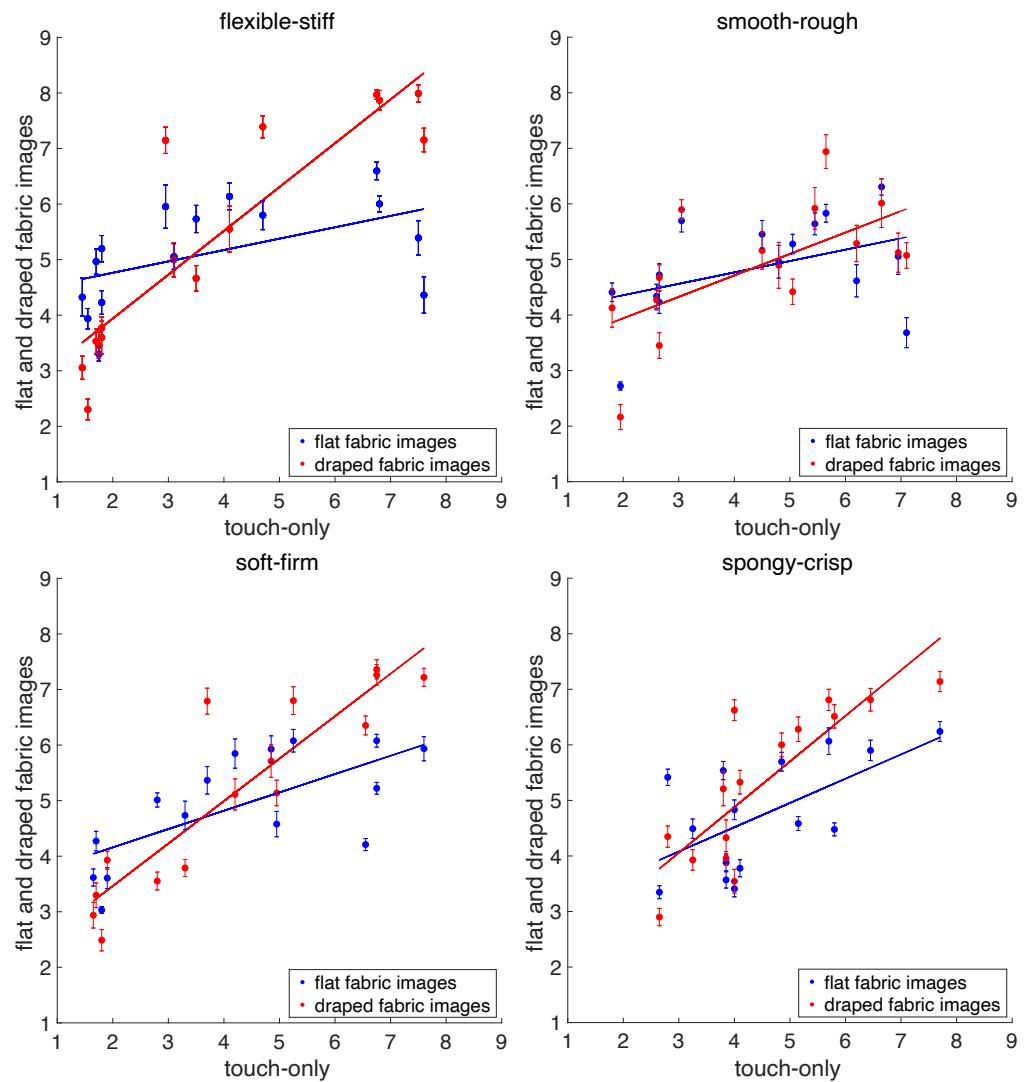 flexible-stiff
9
8
7
6
5
4
3
2
1
flat and draped fabric images
flat fabric images
draped fabric images
1 2 3 4 5 6 7 8 9
touch-only
smooth-rough
9
8
7
6
5
4
3
2
1
flat and draped fabric images
flat fabric images
draped fabric images
1 2 3 4 5 6 7 8 9
touch-only
soft-firm
9
8
7
6
5
4
3
2
1
flat and draped fabric images
flat fabric images
draped fabric images
1 2 3 4 5 6 7 8 9
touch-only
spongy-crisp
9
8
7
6
5
4
3
2
1
flat and draped fabric images
flat fabric images
draped fabric images
1 2 3 4 5 6 7 8 9
touch-only